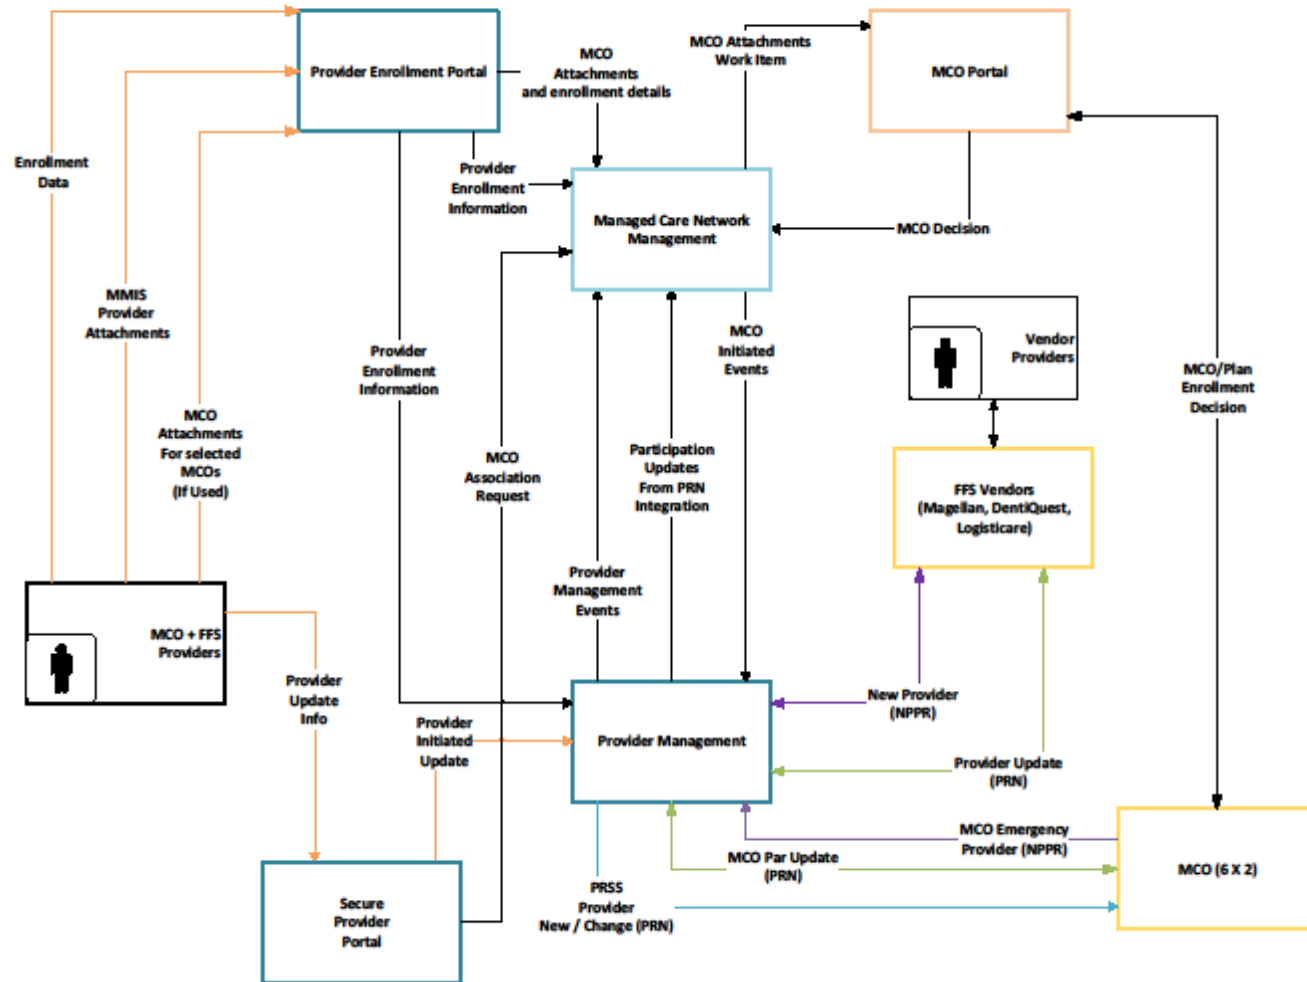 Provider Enrollment Portal
MCO
Attachments
and enrollment details
MCO Attachments
Work Item
MCO Portal
Enrollment
Data
Provider
Enrollment
Information
Managed Care Network
Management
MCO Decision
MMIS
Provider
Attachments
Provider
Enrollment
Information
MCO
Initiated
Events
Vendor
Providers
MCO/Plan
Enrollment
Decision
MCO
Attachments
For selected
MCOs
(If Used)
MCO
Association
Request
Participation
Updates
From PRN
Integration
FFS Vendors
(Magellan, DentiQuest,
Logisticare)
Provider
Management
Events
MCO + FFS
Providers
Provider
Update
Info
New Provider
(NPPR)
Provider
Initiated
Update
Provider Management
Provider Update
(PRN)
MCO Emergency
Provider (NPPR)
MCO Par Update
(PRN)
MCO (6 X 2)
PRSS
Provider
New / Change (PRN)
Secure
Provider
Portal